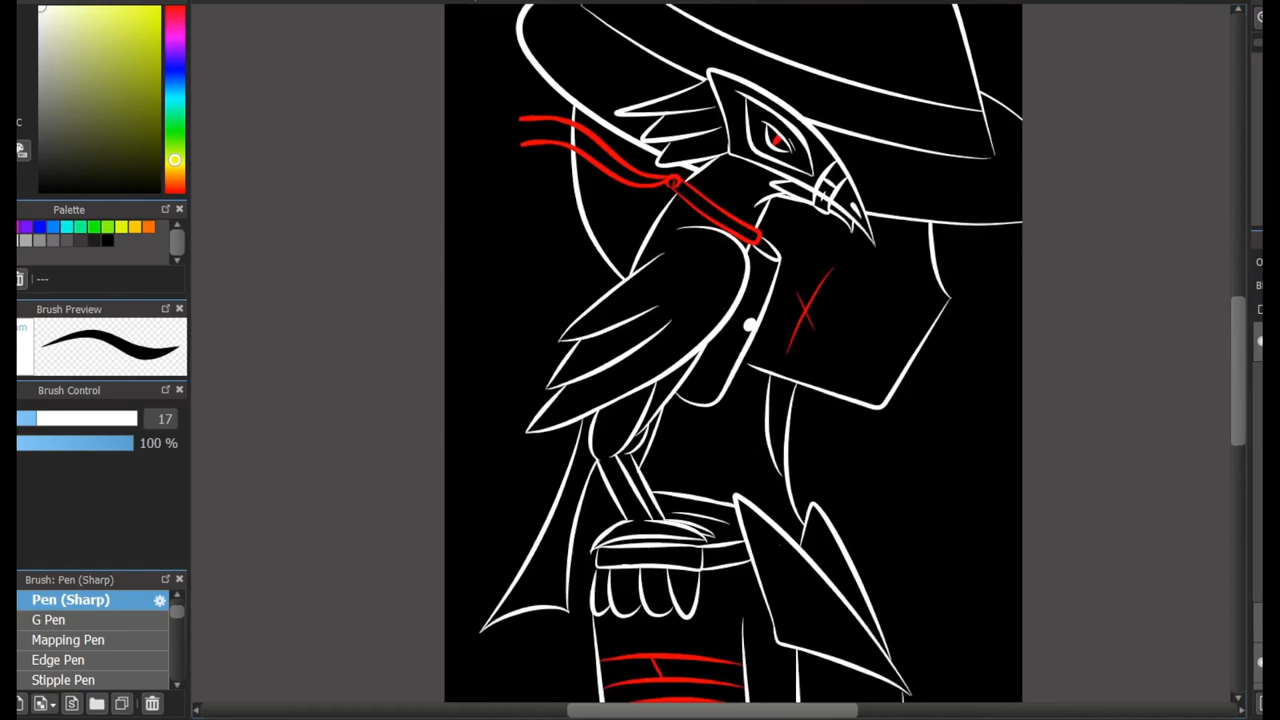 C
Palette
---
Brush Preview
om
Brush Control
17
100 %
Brush: Pen (Sharp)
Pen (Sharp)
G Pen
Mapping Pen
Edge Pen
Stipple Pen